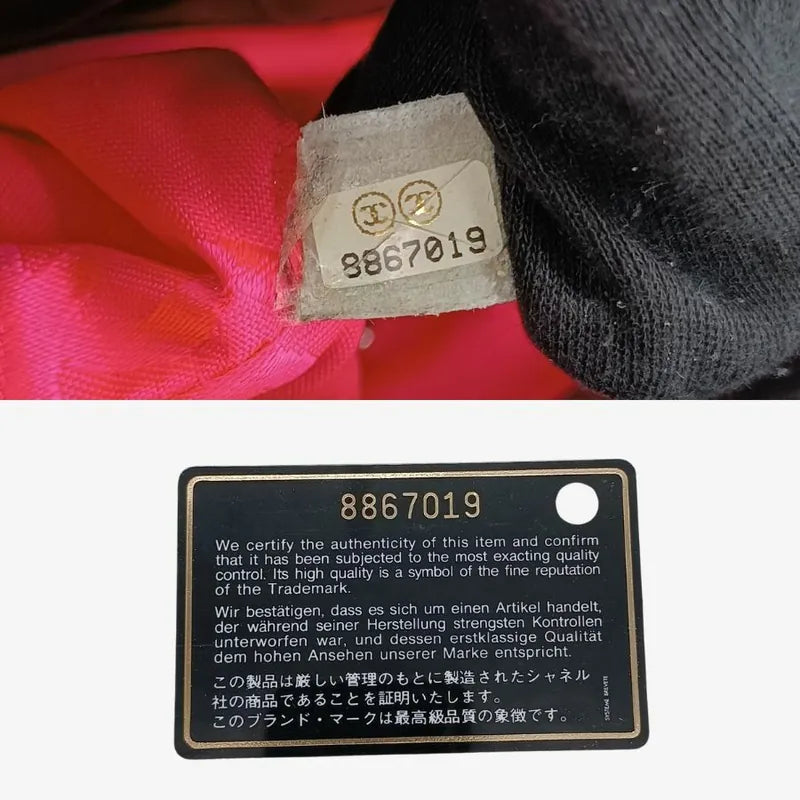 8867019
8867019
We certify the authenticity of this item and confirm
that it has been subjected to the most exacting quality
control. Its high quality is a symbol of the fine reputation
of the Trademark.
Wir bestätigen, dass es sich um einen Artikel handelt,
der während seiner Herstellung strengsten Kontrollen
unterworfen war, und dessen erstklassige Qualität
dem hohen Ansehen unserer Marke entspricht.
この製品は厳しい管理のもとに製造されたシャネル
社の商品であることを証明いたします。
このブランド・マークは最高級品質の象徴です。
SYSTEME BREVETE